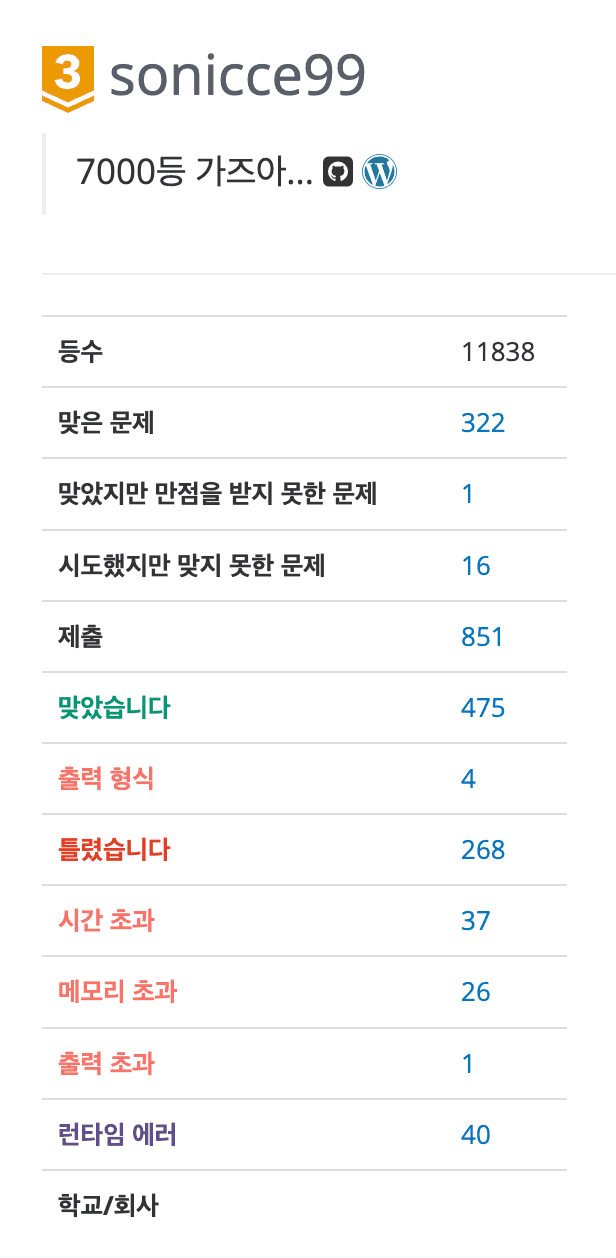 3 sonicce99
7000등 가즈아...
등수 11838
맞은 문제 322
맞았지만 만점을 받지 못한 문제 1
시도했지만 맞지 못한 문제 16
제출 851
맞았습니다 475
출력 형식 4
틀렸습니다 268
시간 초과 37
메모리 초과 26
출력 초과 1
런타임 에러 40
학교/회사